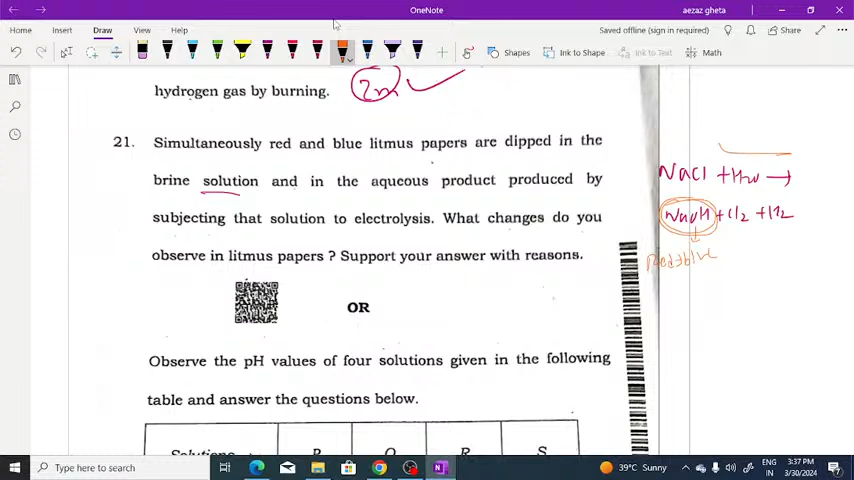 OneNote
aezaz gheta
Home Insert Draw View Help
Saved offline (sign in required)
Share
Shapes
Ink to Shape
Ink to Text
Math
hydrogen gas by burning.
2m
21. Simultaneously red and blue litmus papers are dipped in the
brine solution and in the aqueous product produced by
subjecting that solution to electrolysis. What changes do you
observe in litmus papers ? Support your answer with reasons.
NaCl + H₂O →
NaOH + Cl₂ + H₂
OR
Observe the pH values of four solutions given in the following
table and answer the questions below.
Solutions P Q R S
Type here to search
39°C Sunny
ENG
IN
3:37 PM
3/30/2024
7